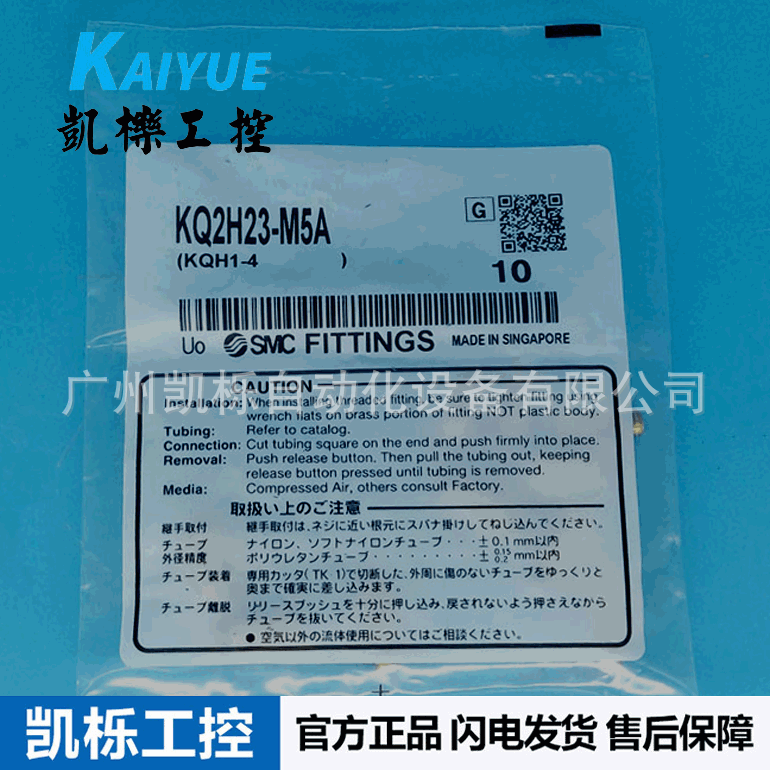 KAIYUE
凱櫟工控
KQ2H23-M5A
(KQH1-4 )
G
10
Uo SMC FITTINGS MADE IN SINGAPORE
广州凯栎自动化设备有限公司
CAUTION
Installation: When installing threaded fitting, be sure to tighten fitting using
wrench flats on brass portion of fitting NOT plastic body.
Tubing: Refer to catalog.
Connection: Cut tubing square on the end and push firmly into place.
Removal: Push release button. Then pull the tubing out, keeping
release button pressed until tubing is removed.
Media: Compressed Air, others consult Factory.
取扱い上のご注意
継手取付 継手取付は、ネジに近い根元にスパナ掛けしてねじ込んでください。
チューブ ナイロン、ソフトナイロンチューブ・・・±0.1mm以内
外径精度 ポリウレタンチューブ・・・・・・・・・・±0.15 0.2 mm以内
チューブ装着 専用カッタ(TK-1)で切断した、外周に傷のないチューブをゆっくりと
奥まで確実に差し込みます。
チューブ離脱 リリースブッシュを十分に押し込み、戻されないよう押さえながら
チューブを抜いてください。
●空気以外の流体使用についてはご相談ください。
凯栎工控 官方正品 闪电发货 售后保障